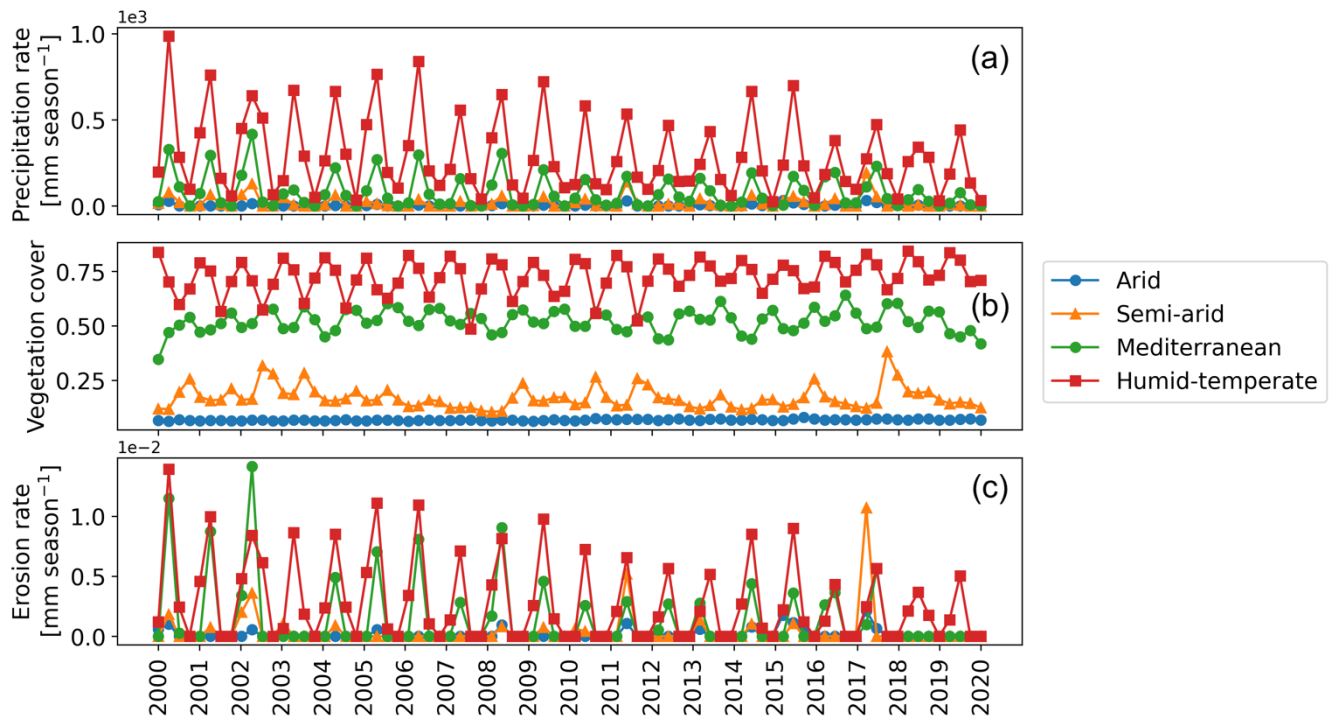 1e3
Precipitation rate
[mm season⁻¹]
1.0
0.5
0.0
(a)
Vegetation cover
0.75
0.50
0.25
(b)
1e-2
Erosion rate
[mm season⁻¹]
1.0
0.5
0.0
(c)
2000
2001
2002
2003
2004
2005
2006
2007
2008
2009
2010
2011
2012
2013
2014
2015
2016
2017
2018
2019
2020
Arid
Semi-arid
Mediterranean
Humid-temperate